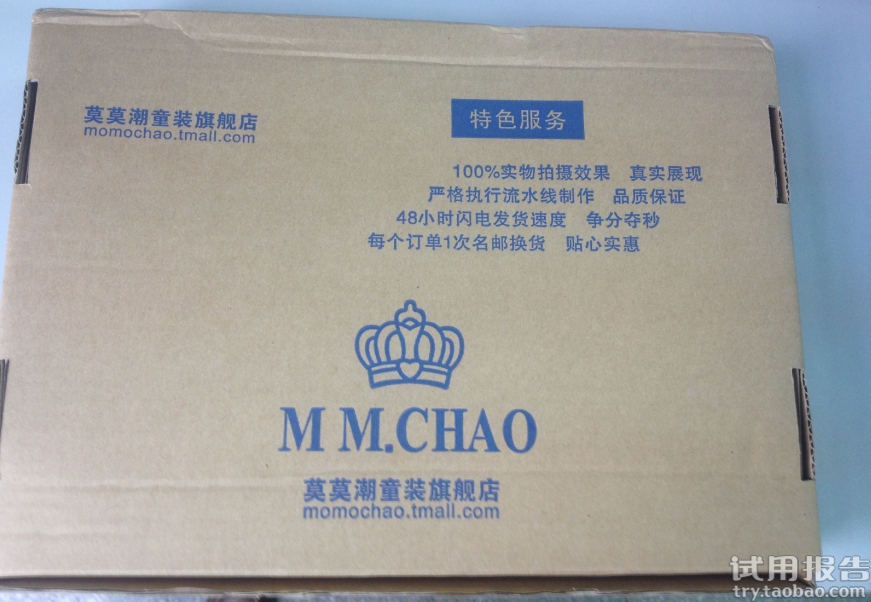 莫莫潮童装旗舰店
momochao.tmall.com
特色服务
100%实物拍摄效果 真实展现
严格执行流水线制作 品质保证
48小时闪电发货速度 争分夺秒
每个订单1次名邮换货 贴心实惠
M M.CHAO
莫莫潮童装旗舰店
momochao.tmall.com
试用报告
try.taobao.com